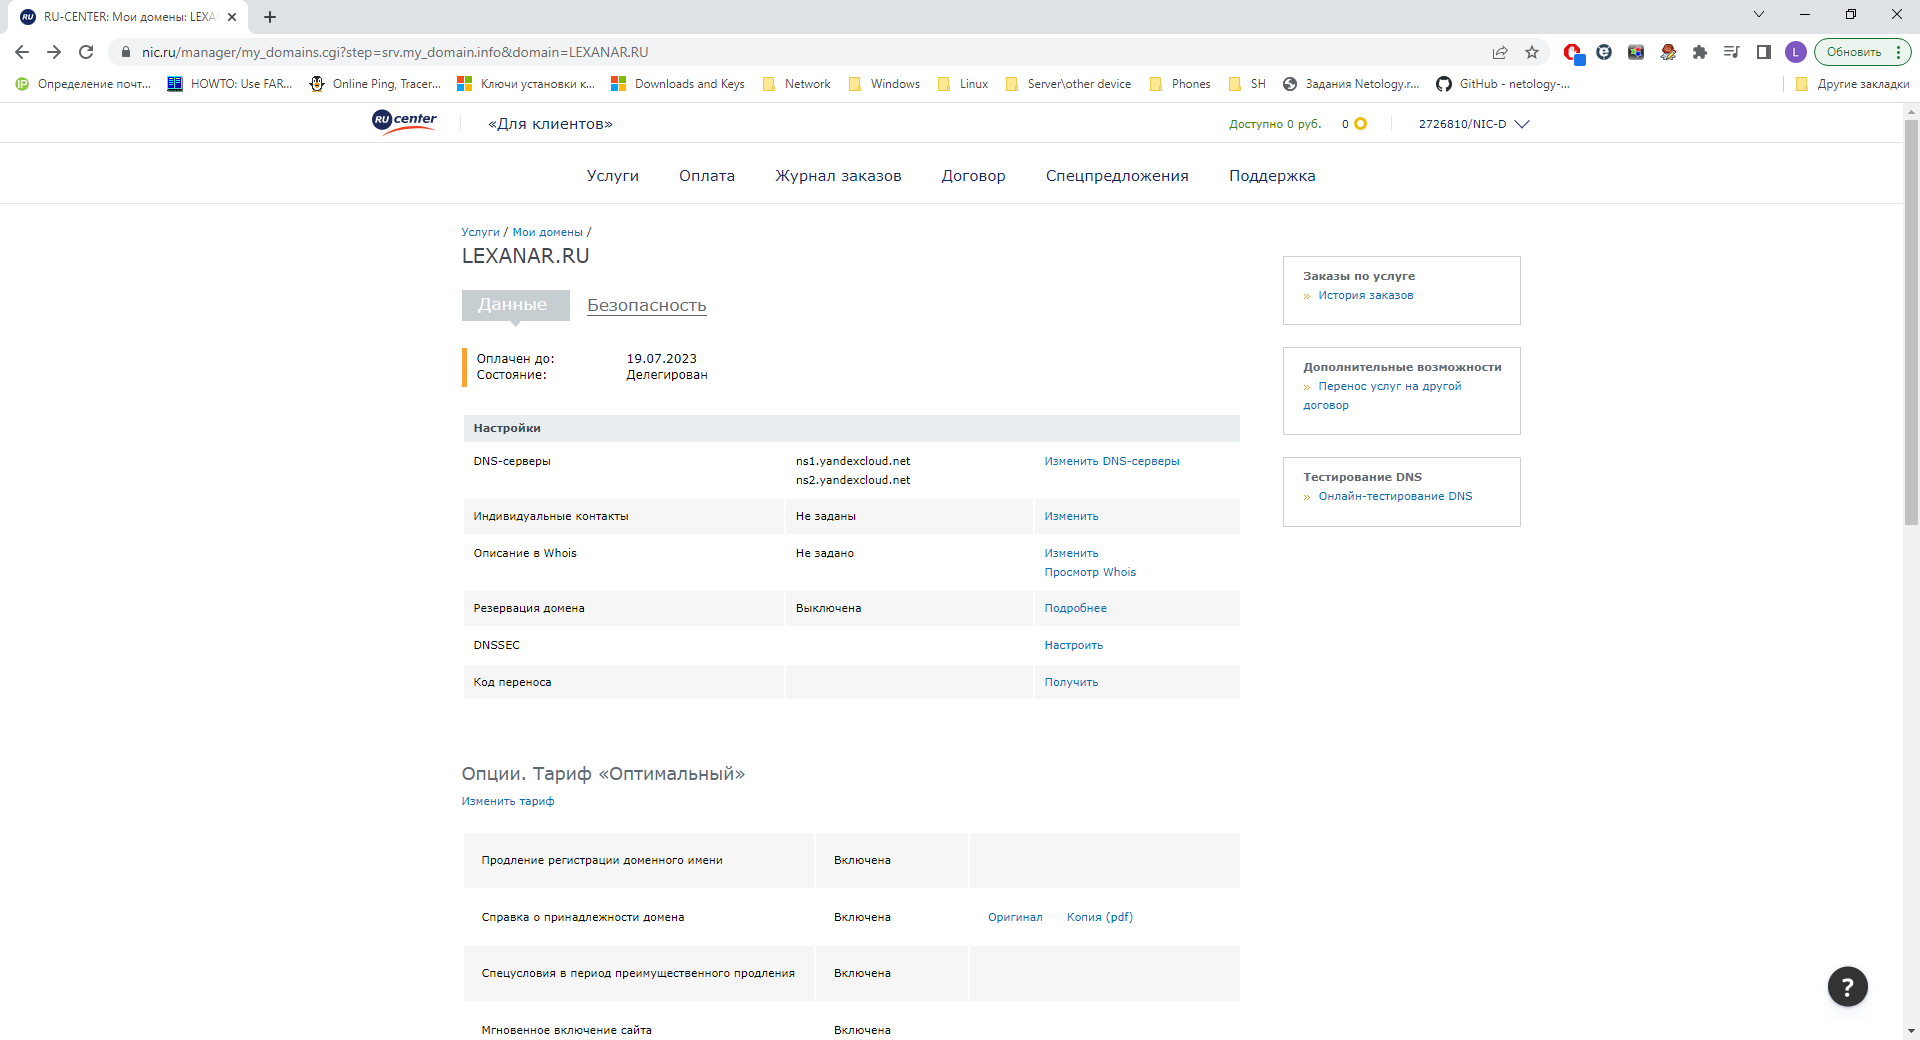 RU-CENTER: Мои домены: LEXA
nic.ru/manager/my_domains.cgi?step=srv.my_domain.info&domain=LEXANAR.RU
L
Обновить
Определение почт...
HOWTO: Use FAR...
Online Ping, Tracer...
Ключи установки к...
Downloads and Keys
Network
Windows
Linux
Server\other device
Phones
SH
Задания Netology.r...
GitHub - netology-...
Другие закладки
RU center
«Для клиентов»
Доступно 0 руб.
0
2726810/NIC-D
Услуги
Оплата
Журнал заказов
Договор
Спецпредложения
Поддержка
Услуги / Мои домены /
LEXANAR.RU
Данные
Безопасность
Оплачен до: 19.07.2023
Состояние: Делегирован
Настройки
DNS-серверы ns1.yandexcloud.net Изменить DNS-серверы
ns2.yandexcloud.net
Индивидуальные контакты Не заданы Изменить
Описание в Whois Не задано Изменить
Просмотр Whois
Резервация домена Выключена Подробнее
DNSSEC Настроить
Код переноса Получить
Заказы по услуге
» История заказов
Дополнительные возможности
» Перенос услуг на другой
договор
Тестирование DNS
» Онлайн-тестирование DNS
Опции. Тариф «Оптимальный»
Изменить тариф
Продление регистрации доменного имени Включена
Справка о принадлежности домена Включена Оригинал Копия (pdf)
Спецусловия в период преимущественного продления Включена
Мгновенное включение сайта Включена
?